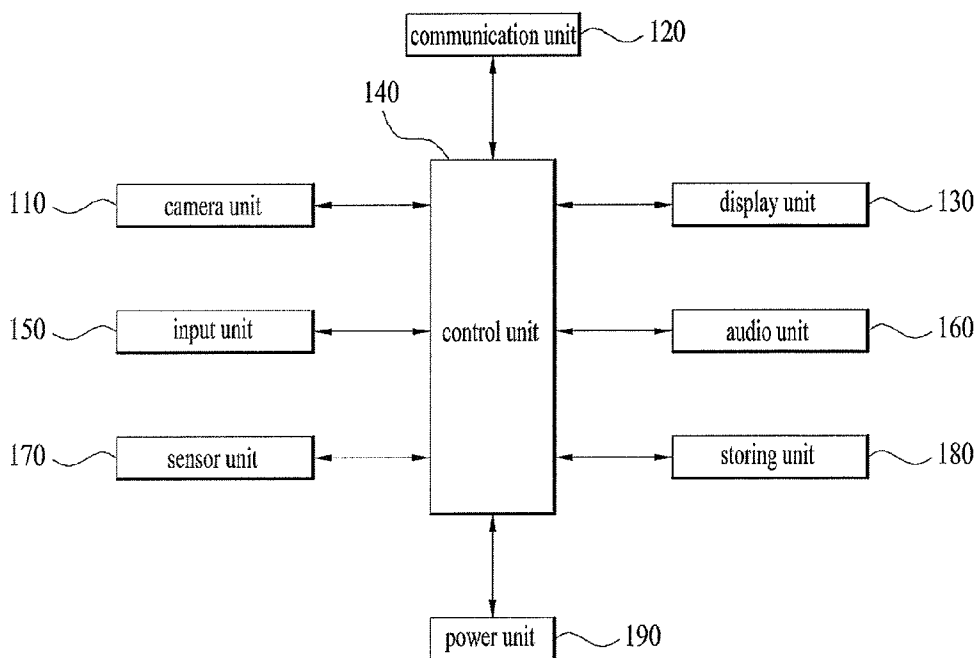 communication unit 120
140
110 camera unit
display unit 130
150 input unit
control unit
audio unit 160
170 sensor unit
storing unit 180
power unit 190